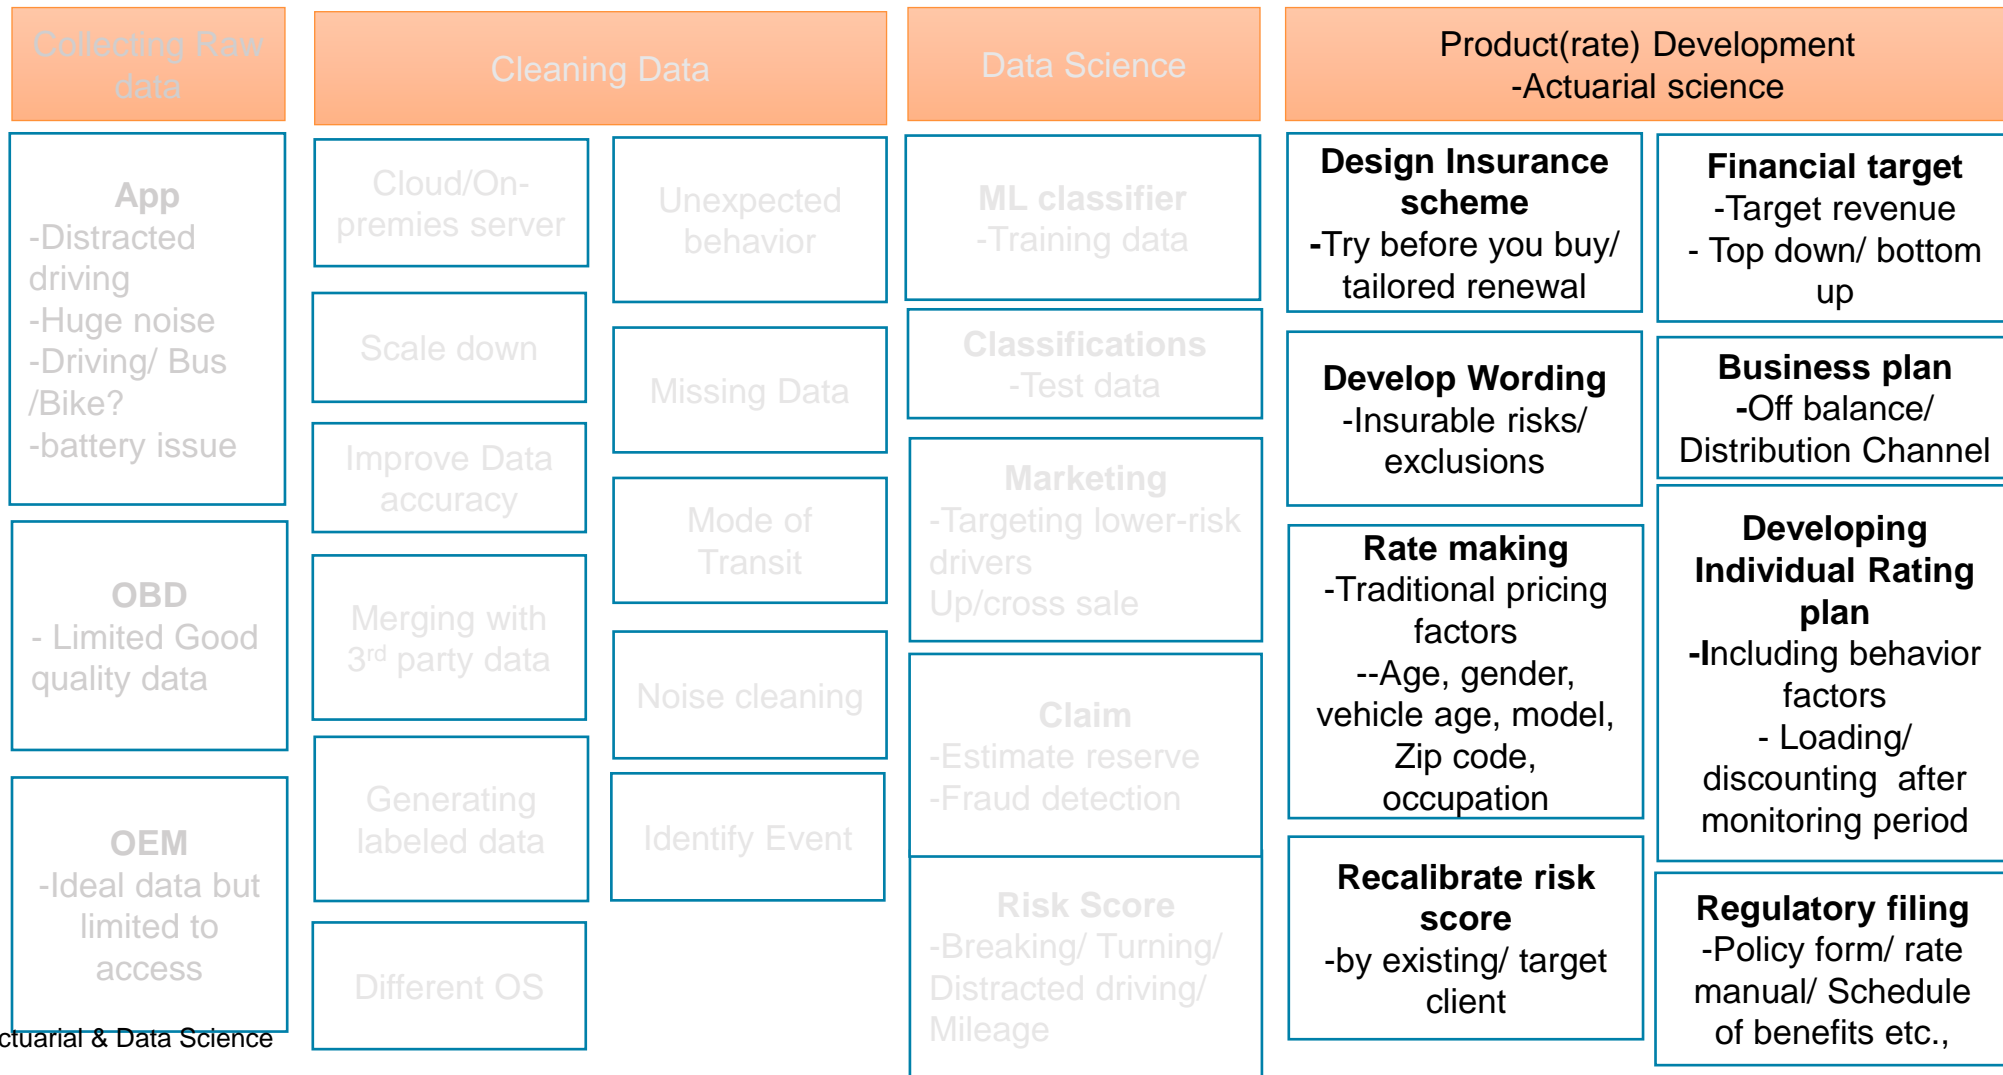 Collecting Raw
data
App
-Distracted
driving
-Huge noise
-Driving/ Bus
/Bike?
-battery issue
OBD
- Limited Good
quality data
OEM
-Ideal data but
limited to
access
Cleaning Data
Cloud/On-
premies server
Scale down
Improve Data
accuracy
Merging with
3rd party data
Generating
labeled data
Different OS
Unexpected
behavior
Missing Data
Mode of
Transit
Noise cleaning
Identify Event
Data Science
ML classifier
-Training data
Classifications
-Test data
Marketing
-Targeting lower-risk
drivers
Up/cross sale
Claim
-Estimate reserve
-Fraud detection
Risk Score
-Breaking/ Turning/
Distracted driving/
Mileage
Product(rate) Development
-Actuarial science
Design Insurance
scheme
-Try before you buy/
tailored renewal
Develop Wording
-Insurable risks/
exclusions
Rate making
-Traditional pricing
factors
--Age, gender,
vehicle age, model,
Zip code,
occupation
Recalibrate risk
score
-by existing/ target
client
Financial target
-Target revenue
- Top down/ bottom
up
Business plan
-Off balance/
Distribution Channel
Developing
Individual Rating
plan
-Including behavior
factors
- Loading/
discounting after
monitoring period
Regulatory filing
-Policy form/ rate
manual/ Schedule
of benefits etc.,
ctuarial & Data Science